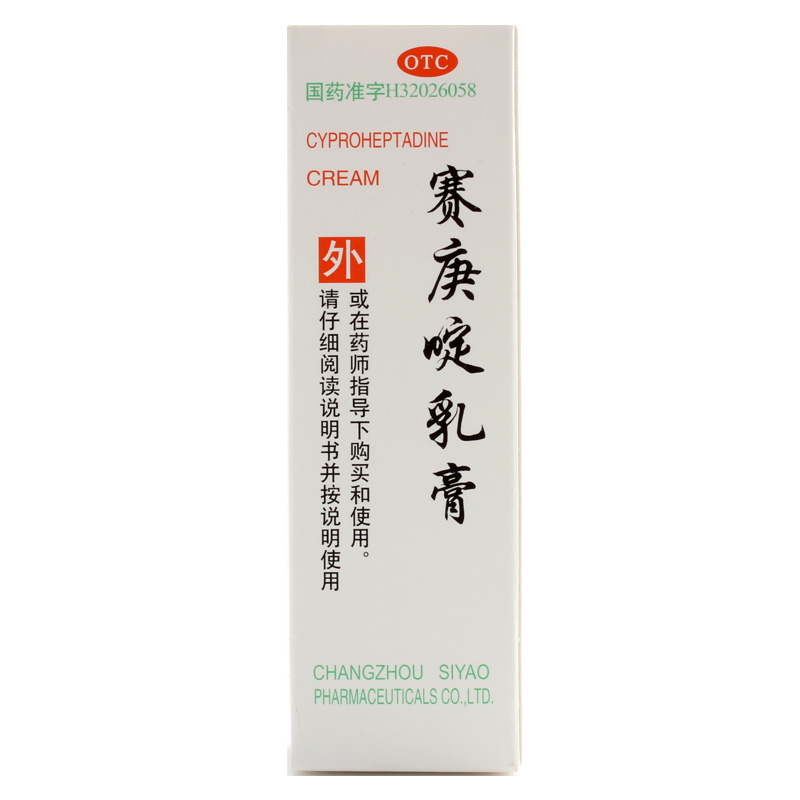 OTC
国药准字H32026058
CYPROHEPTADINE
CREAM
赛庚啶乳膏
外
请仔细阅读说明书并按说明使用
或在药师指导下购买和使用。
CHANGZHOU SIYAO
PHARMACEUTICALS CO.,LTD.